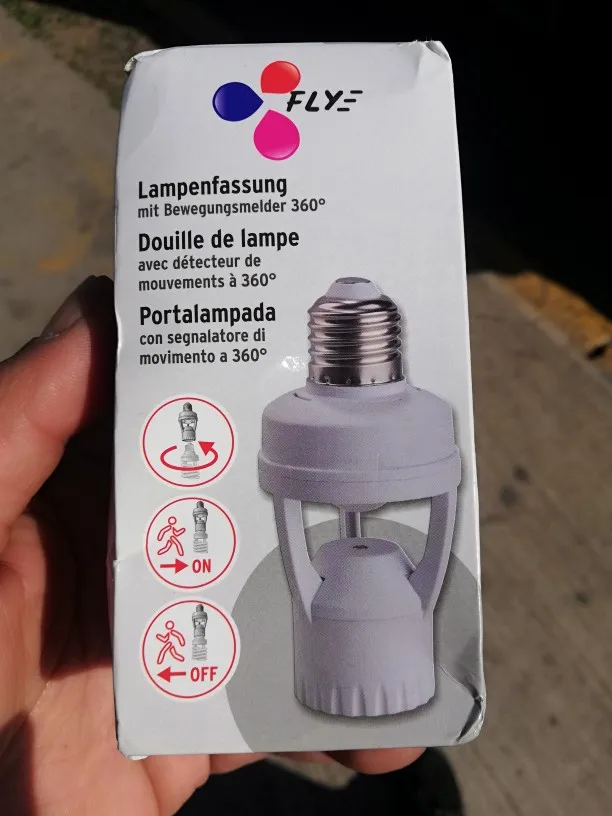 FLYE
Lampenfassung
mit Bewegungsmelder 360°
Douille de lampe
avec détecteur de
mouvements à 360°
Portalampada
con segnalatore di
movimento a 360°
ON
OFF